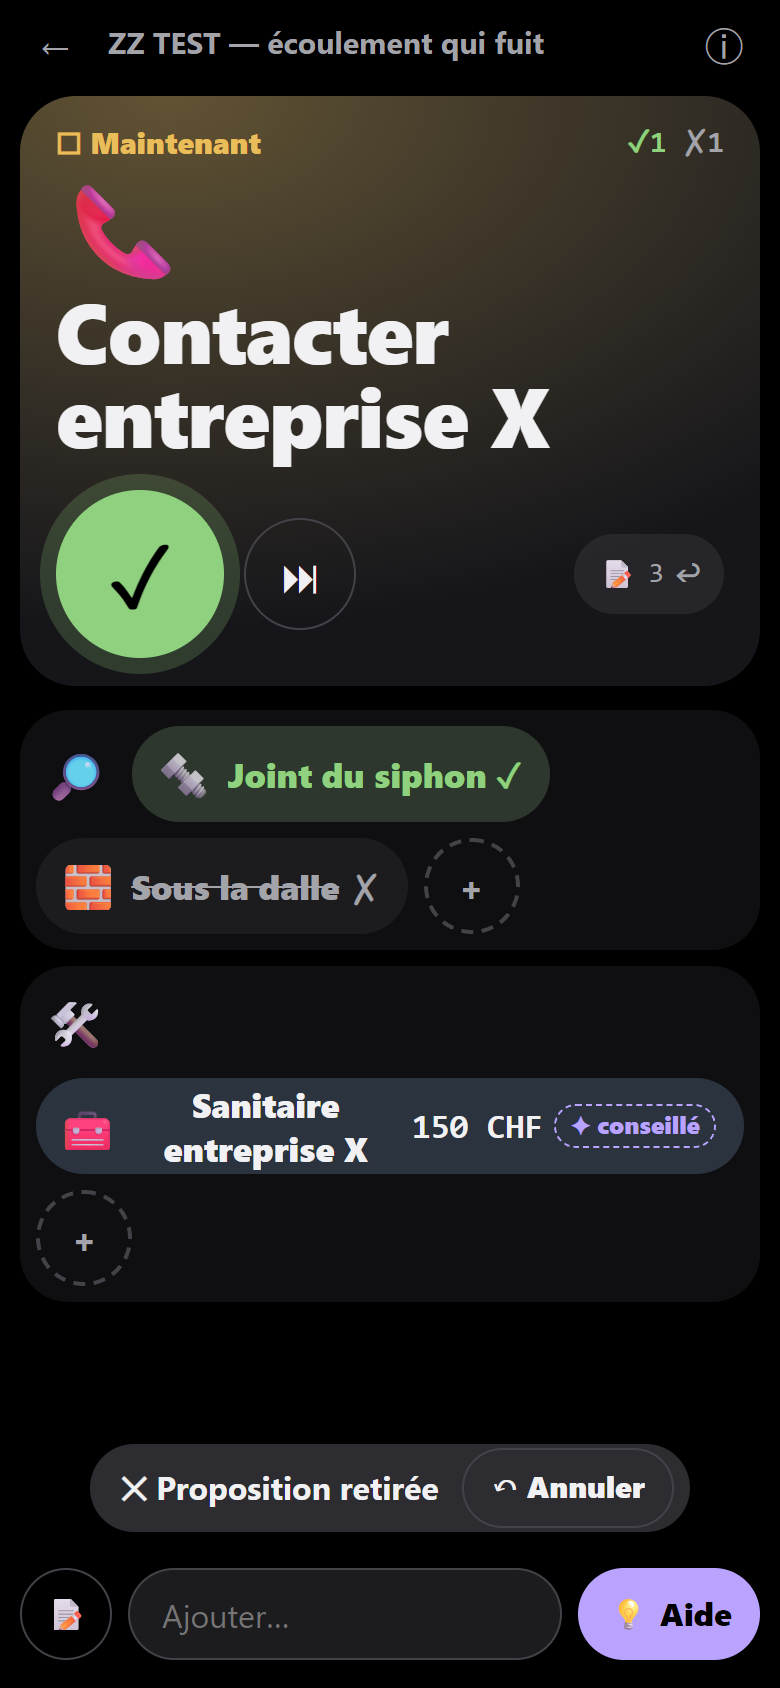 ← ZZ TEST — écoulement qui fuit ⓘ
☐ Maintenant ✓1 ✗1
Contacter
entreprise X
✓ ⏭ 📝 3 ↩
🔎 🔩 Joint du siphon ✓
🧱 Sous la dalle ✗ +
🛠
🧰 Sanitaire
entreprise X 150 CHF ✦ conseillé
+
✕ Proposition retirée ↶ Annuler
📝 Ajouter... 💡 Aide